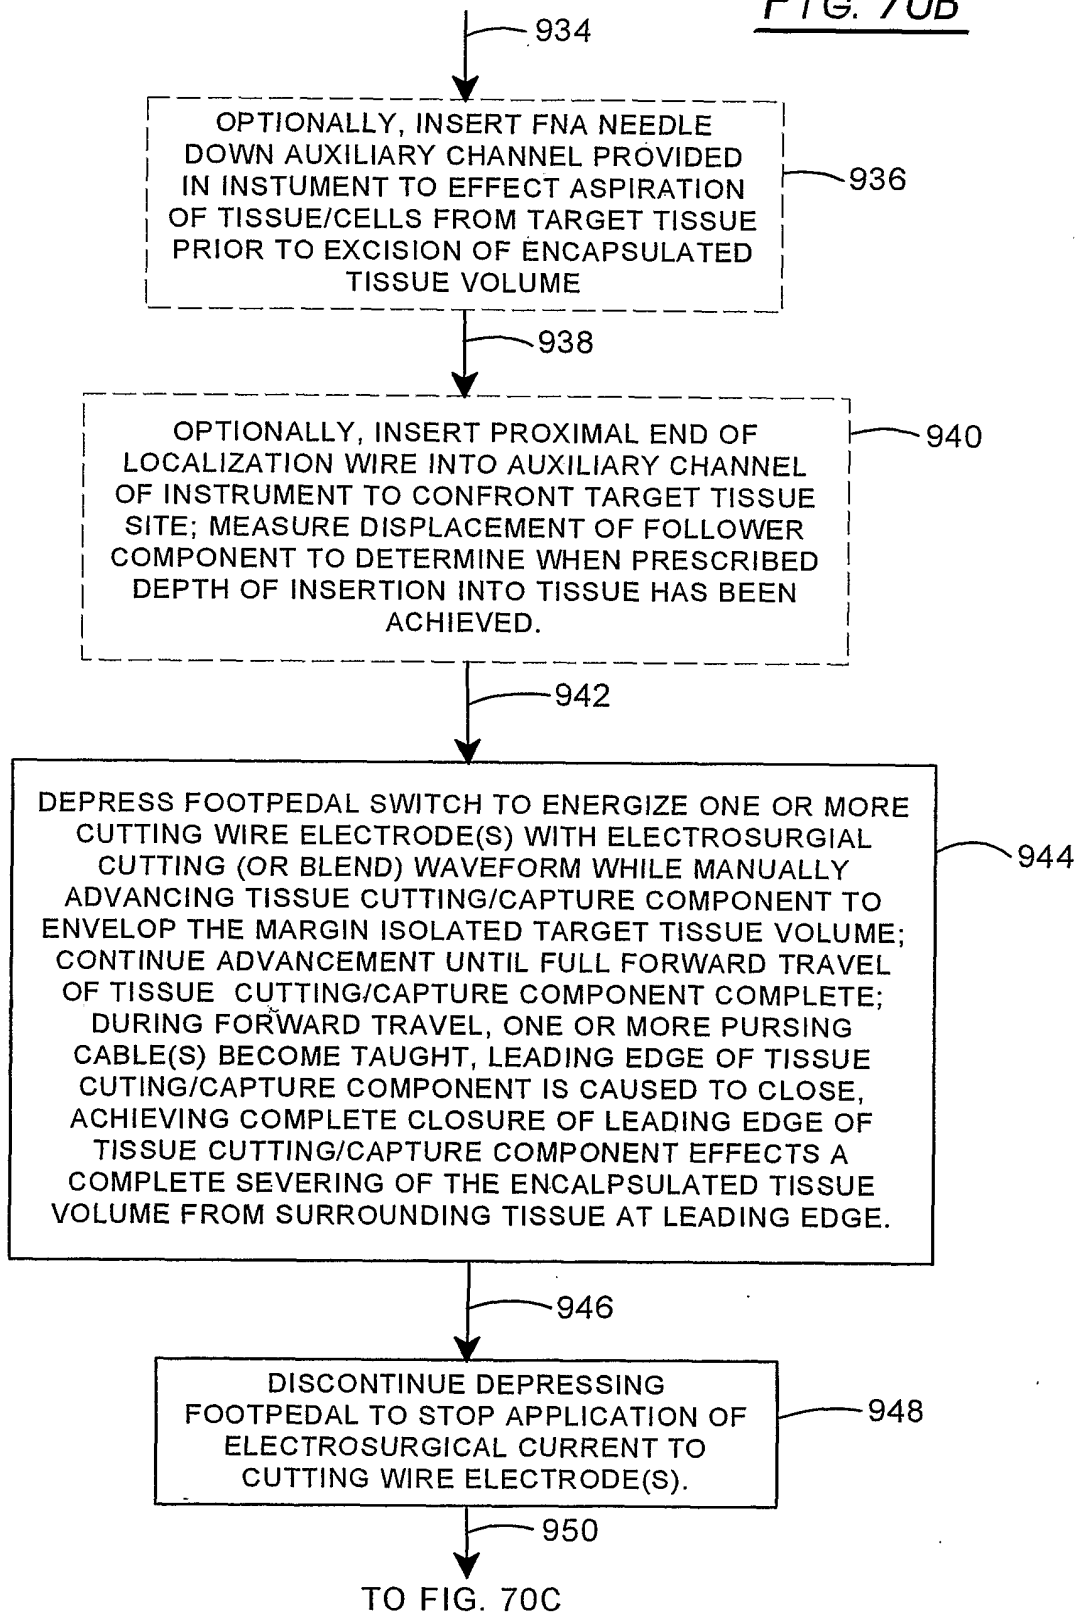 FIG. 70B
934
OPTIONALLY, INSERT FNA NEEDLE
DOWN AUXILIARY CHANNEL PROVIDED
IN INSTUMENT TO EFFECT ASPIRATION
OF TISSUE/CELLS FROM TARGET TISSUE
PRIOR TO EXCISION OF ENCAPSULATED
TISSUE VOLUME
936
938
OPTIONALLY, INSERT PROXIMAL END OF
LOCALIZATION WIRE INTO AUXILIARY CHANNEL
OF INSTRUMENT TO CONFRONT TARGET TISSUE
SITE; MEASURE DISPLACEMENT OF FOLLOWER
COMPONENT TO DETERMINE WHEN PRESCRIBED
DEPTH OF INSERTION INTO TISSUE HAS BEEN
ACHIEVED.
940
942
DEPRESS FOOTPEDAL SWITCH TO ENERGIZE ONE OR MORE
CUTTING WIRE ELECTRODE(S) WITH ELECTROSURGIAL
CUTTING (OR BLEND) WAVEFORM WHILE MANUALLY
ADVANCING TISSUE CUTTING/CAPTURE COMPONENT TO
ENVELOP THE MARGIN ISOLATED TARGET TISSUE VOLUME;
CONTINUE ADVANCEMENT UNTIL FULL FORWARD TRAVEL
OF TISSUE CUTTING/CAPTURE COMPONENT COMPLETE;
DURING FORWARD TRAVEL, ONE OR MORE PURSING
CABLE(S) BECOME TAUGHT, LEADING EDGE OF TISSUE
CUTING/CAPTURE COMPONENT IS CAUSED TO CLOSE,
ACHIEVING COMPLETE CLOSURE OF LEADING EDGE OF
TISSUE CUTTING/CAPTURE COMPONENT EFFECTS A
COMPLETE SEVERING OF THE ENCALPSULATED TISSUE
VOLUME FROM SURROUNDING TISSUE AT LEADING EDGE.
944
946
DISCONTINUE DEPRESSING
FOOTPEDAL TO STOP APPLICATION OF
ELECTROSURGICAL CURRENT TO
CUTTING WIRE ELECTRODE(S).
948
950
TO FIG. 70C